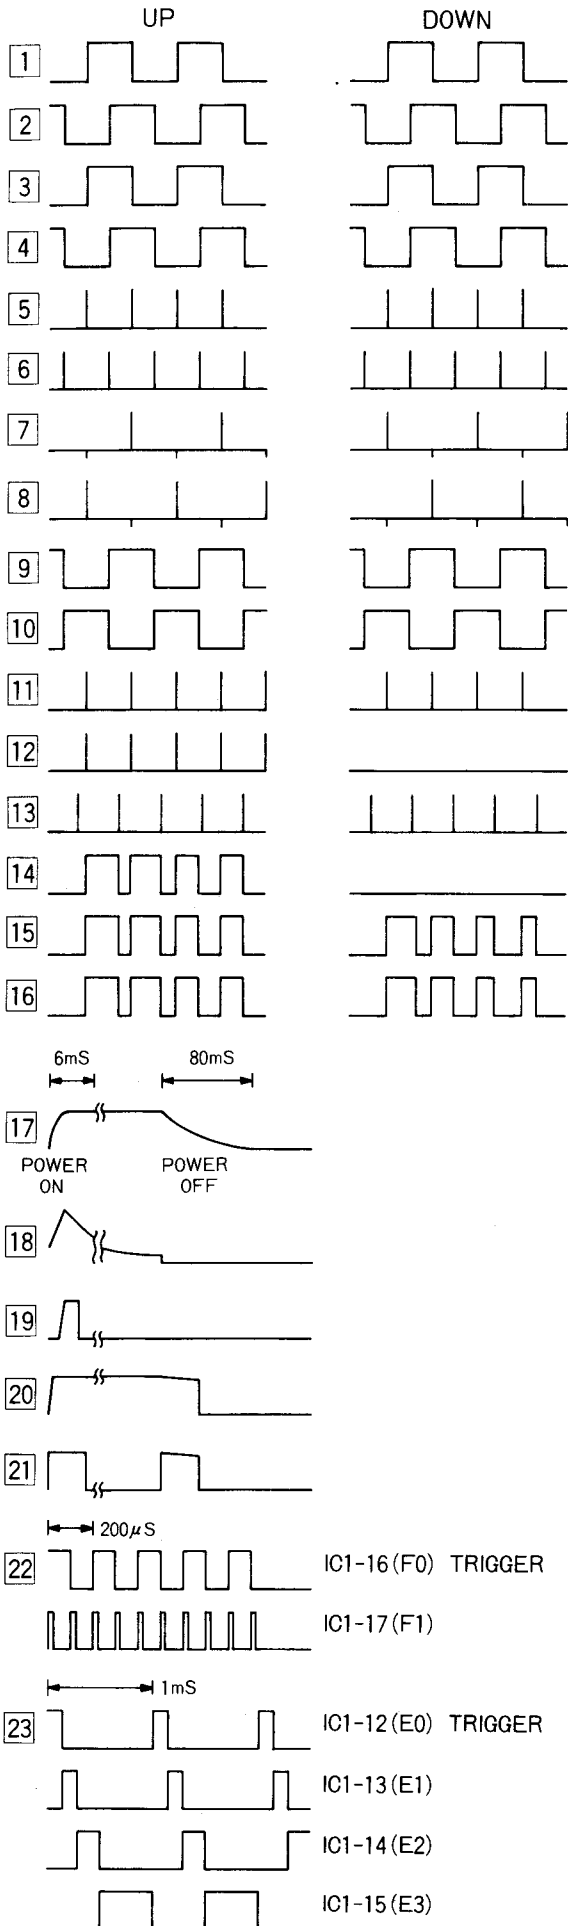 UP DOWN
1
2
3
4
5
6
7
8
9
10
11
12
13
14
15
16
6mS 80mS
17
POWER ON POWER OFF
18
19
20
21
200μS
22 IC1-16(F0) TRIGGER
IC1-17(F1)
1mS
23 IC1-12(E0) TRIGGER
IC1-13(E1)
IC1-14(E2)
IC1-15(E3)